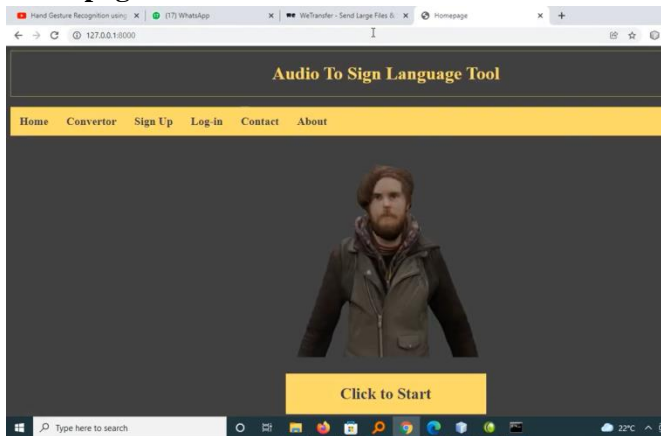 Hand Gesture Recognition using
(17) WhatsApp
WeTransfer - Send Large Files &
Homepage
127.0.0.1:8000
Audio To Sign Language Tool
Home Convertor Sign Up Log-in Contact About
Click to Start
Type here to search
22°C